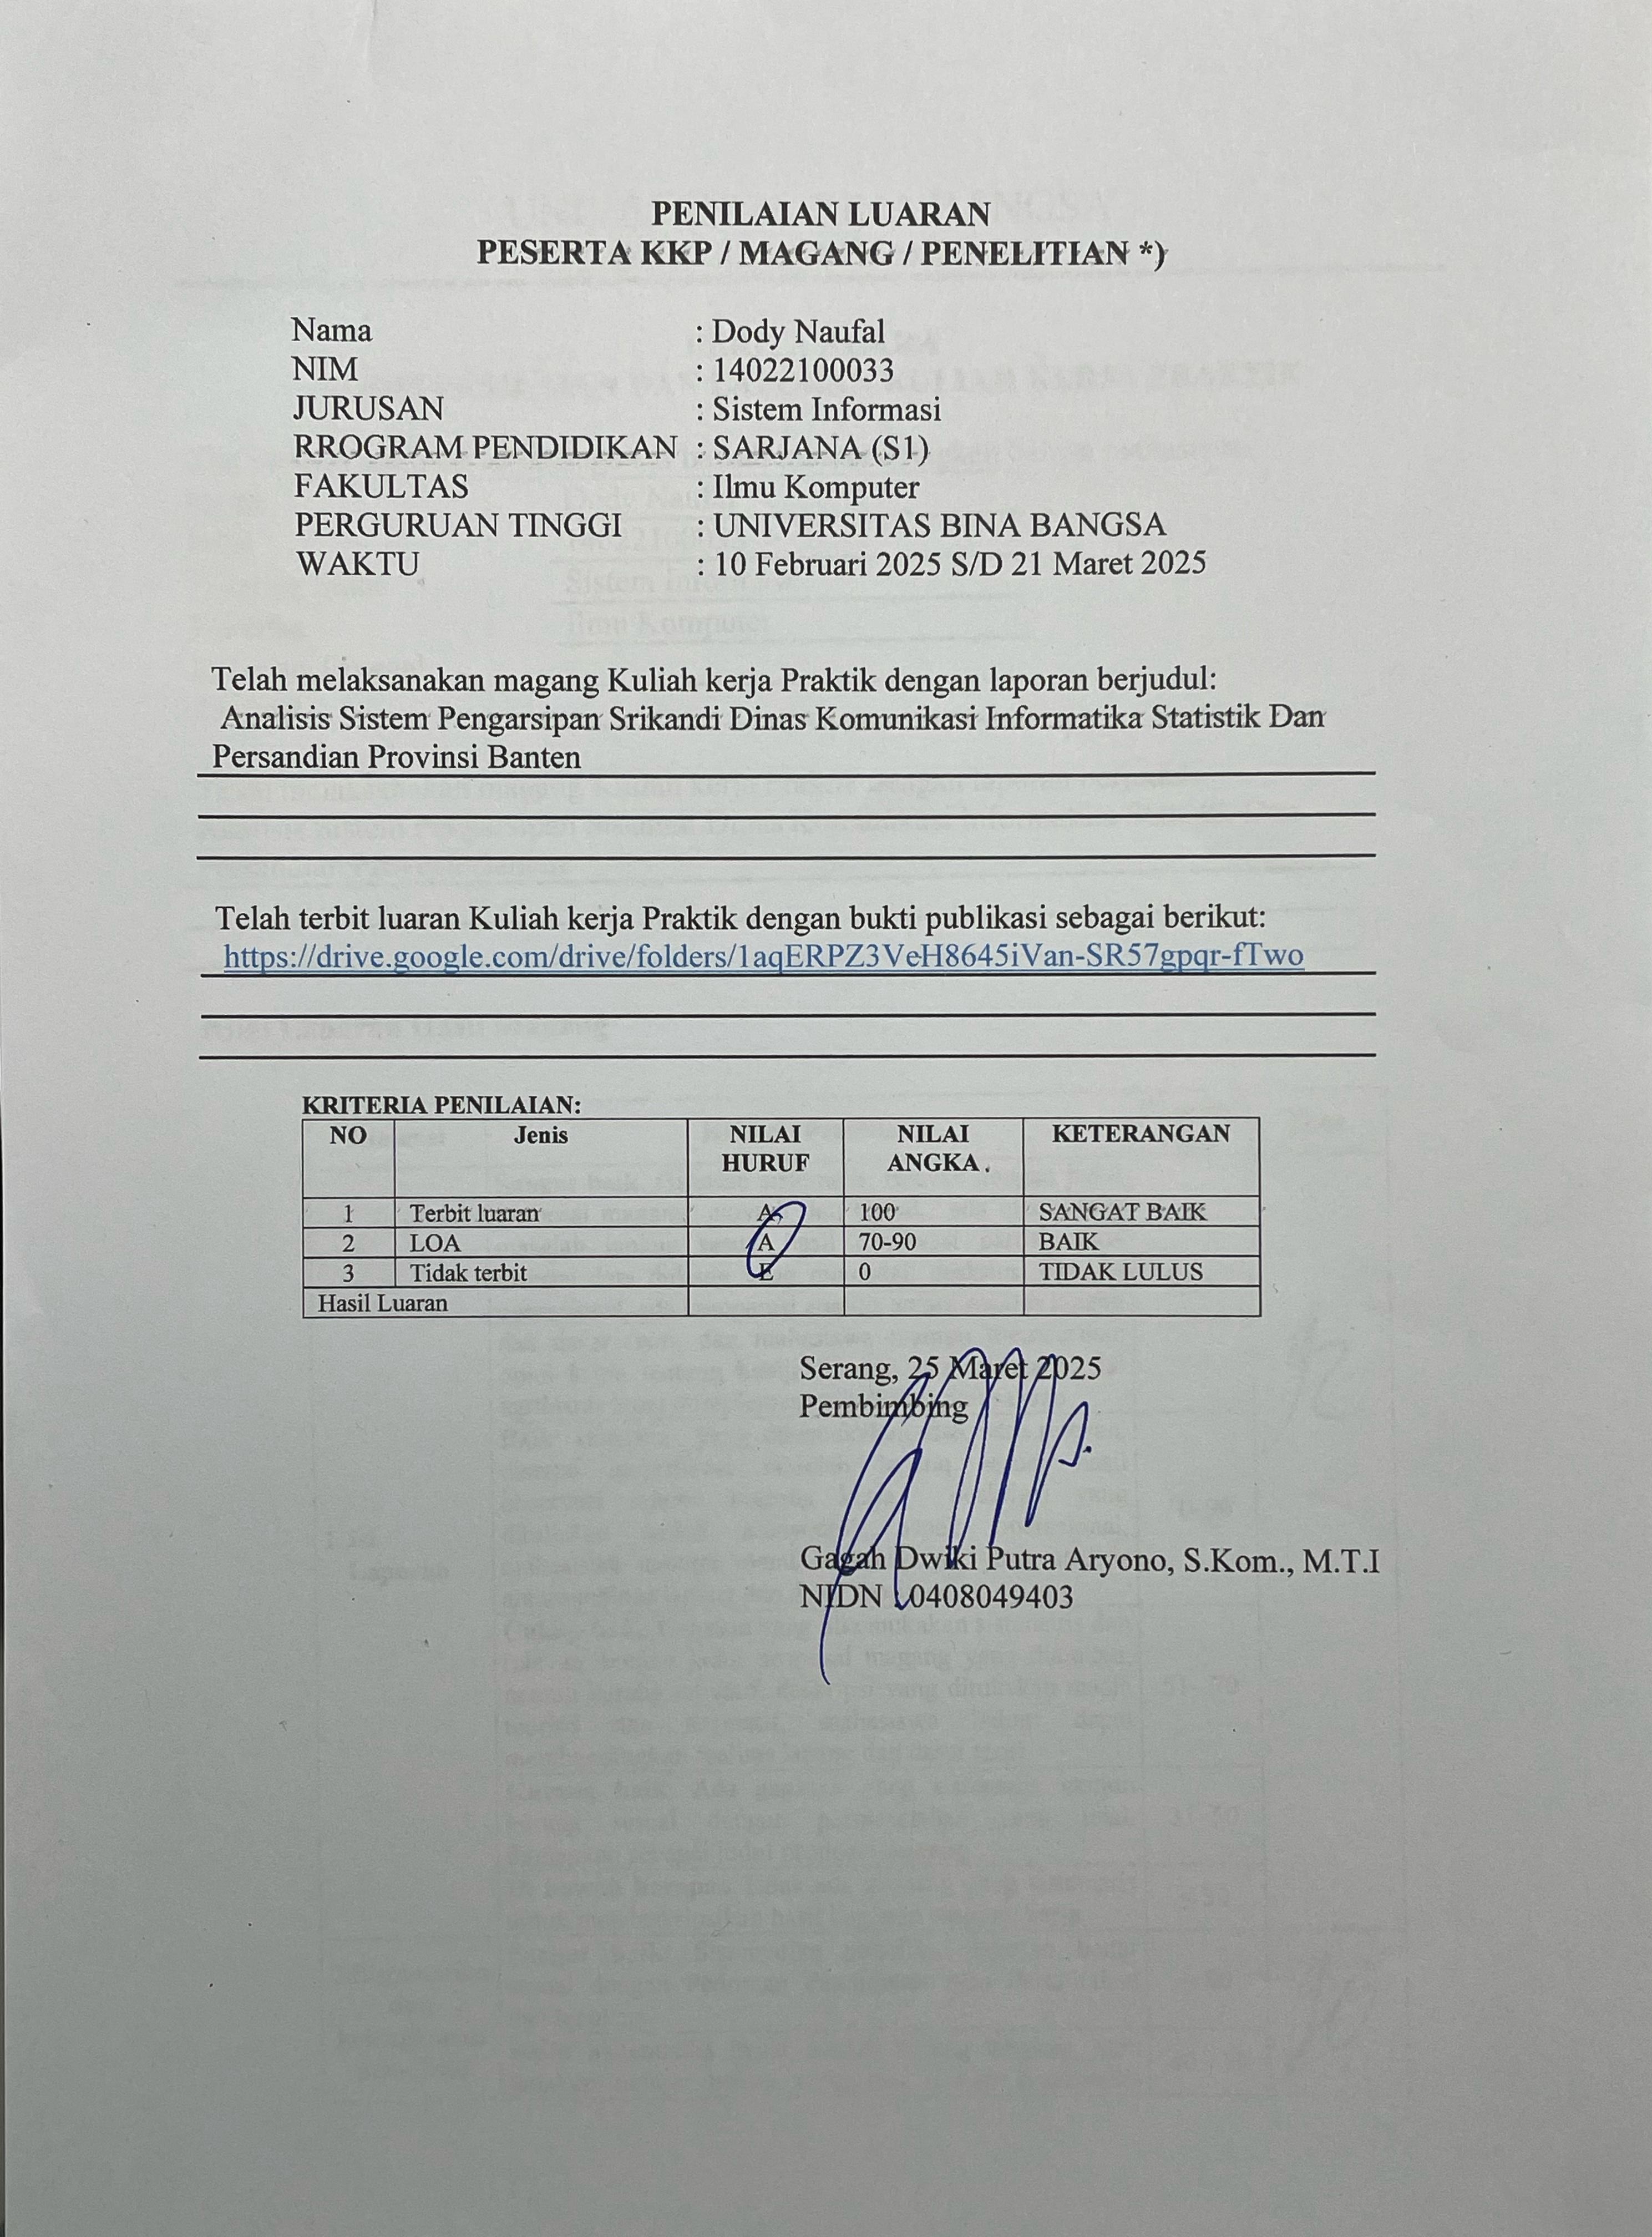 PENILAIAN LUARAN
PESERTA KKP / MAGANG / PENELITIAN *)
Nama : Dody Naufal
NIM : 14022100033
JURUSAN : Sistem Informasi
RROGRAM PENDIDIKAN : SARJANA (S1)
FAKULTAS : Ilmu Komputer
PERGURUAN TINGGI : UNIVERSITAS BINA BANGSA
WAKTU : 10 Februari 2025 S/D 21 Maret 2025
Telah melaksanakan magang Kuliah kerja Praktik dengan laporan berjudul:
Analisis Sistem Pengarsipan Srikandi Dinas Komunikasi Informatika Statistik Dan
Persandian Provinsi Banten
Telah terbit luaran Kuliah kerja Praktik dengan bukti publikasi sebagai berikut:
https://drive.google.com/drive/folders/1aqERPZ3VeH8645iVan-SR57gpqr-fTwo
KRITERIA PENILAIAN:
NO Jenis NILAI HURUF NILAI ANGKA. KETERANGAN
1 Terbit luaran A 100 SANGAT BAIK
2 LOA A 70-90 BAIK
3 Tidak terbit E 0 TIDAK LULUS
Hasil Luaran
Serang, 25 Maret 2025
Pembimbing
Gagah Dwiki Putra Aryono, S.Kom., M.T.I
NIDN : 0408049403